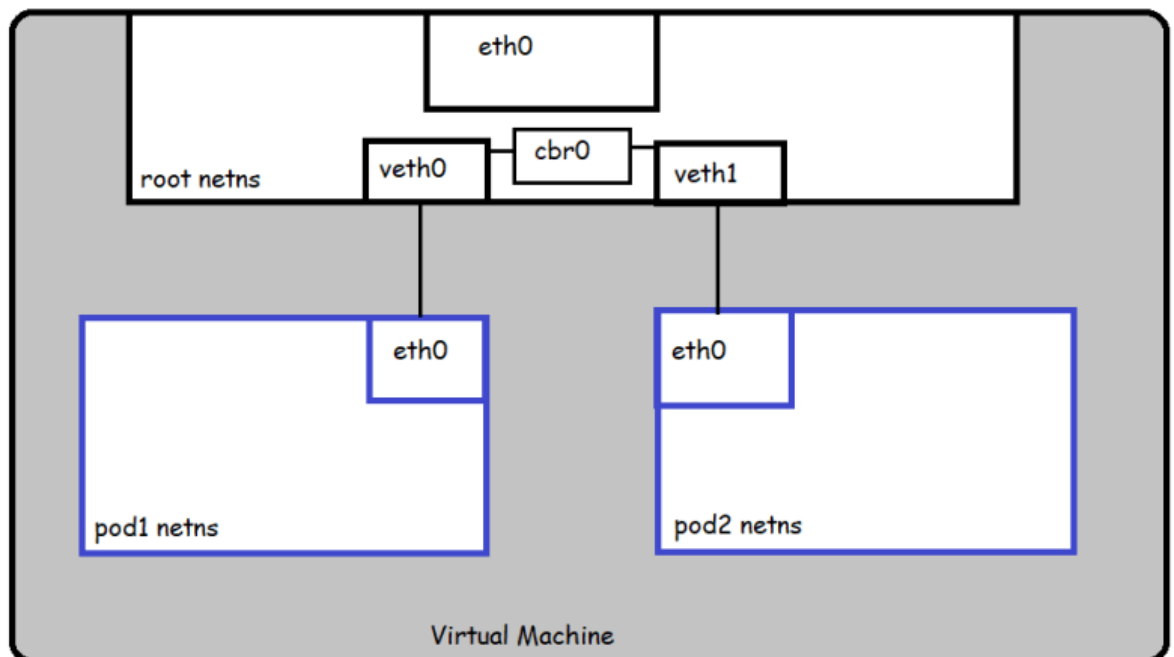 eth0
cbr0
veth0
veth1
root netns
eth0
eth0
pod1 netns
pod2 netns
Virtual Machine